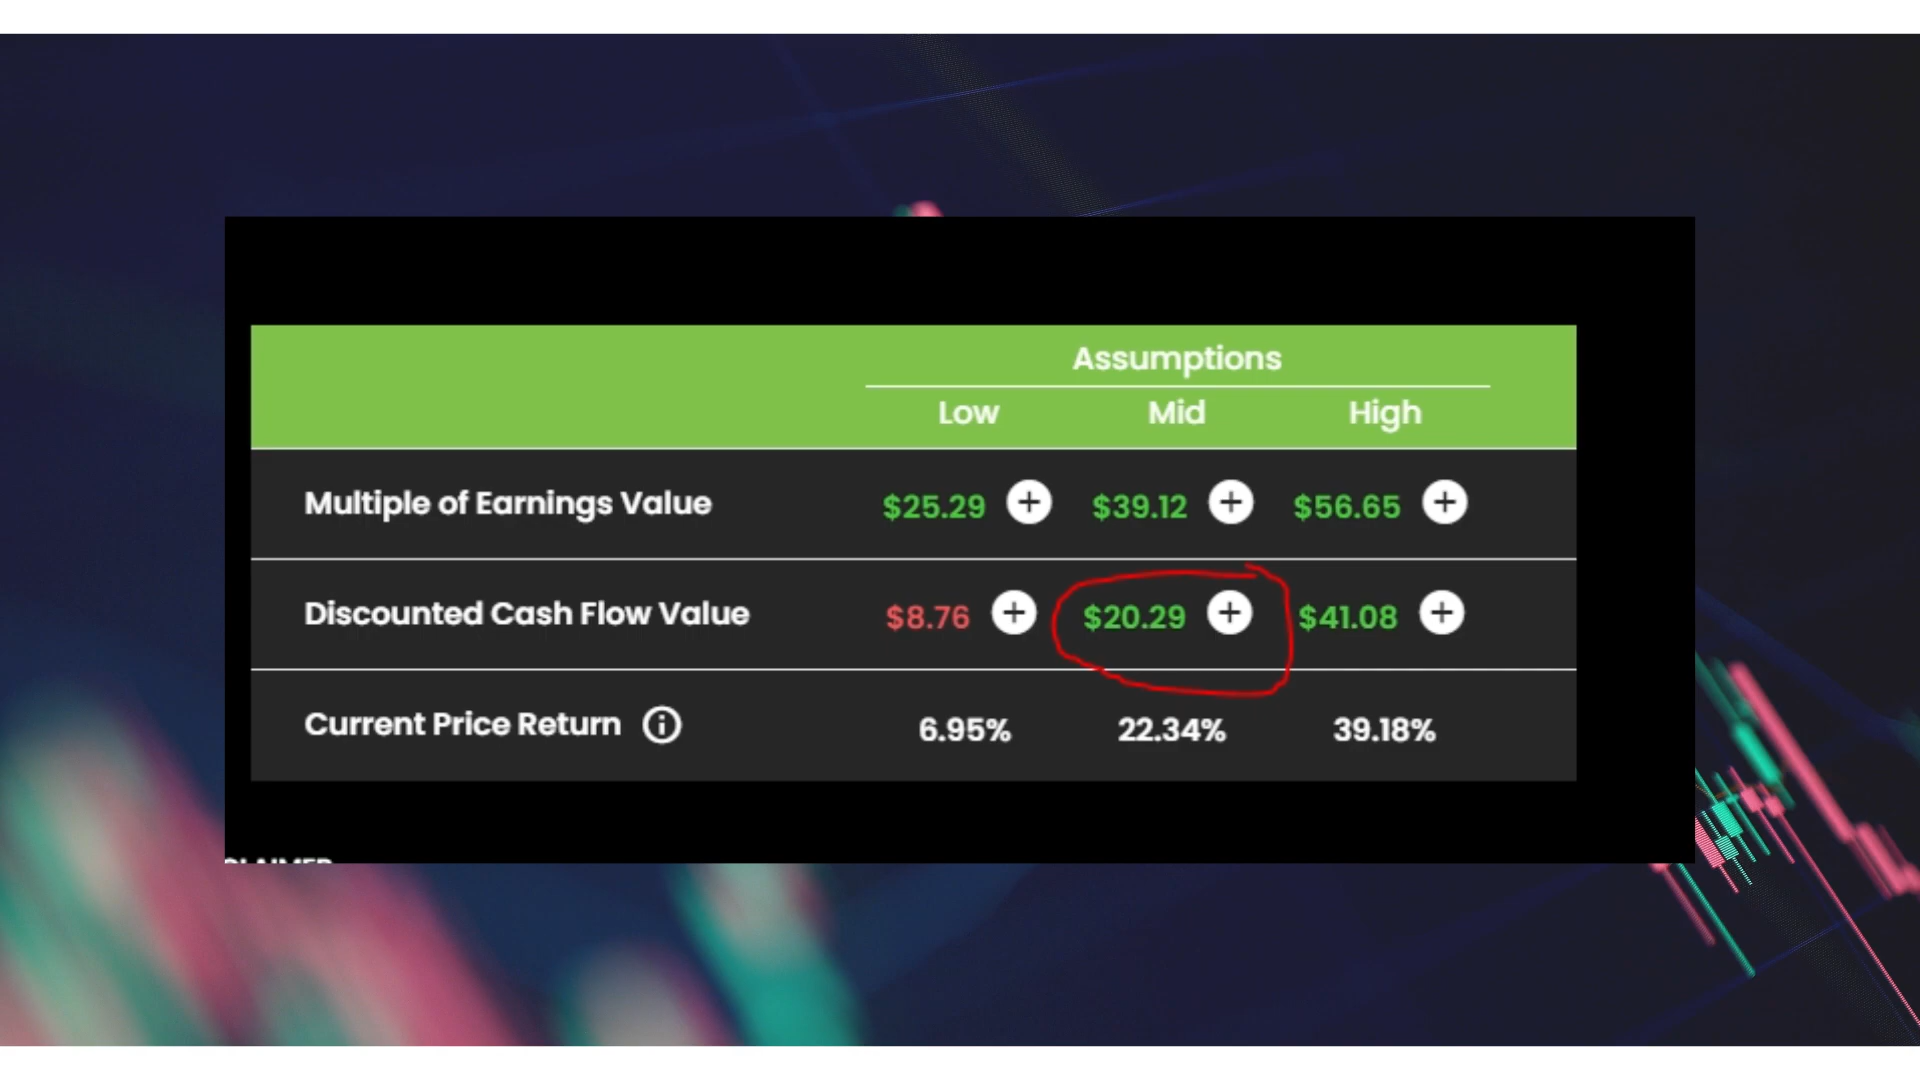 Assumptions
Low Mid High
Multiple of Earnings Value $25.29 + $39.12 + $56.65 +
Discounted Cash Flow Value $8.76 + $20.29 + $41.08 +
Current Price Return i 6.95% 22.34% 39.18%